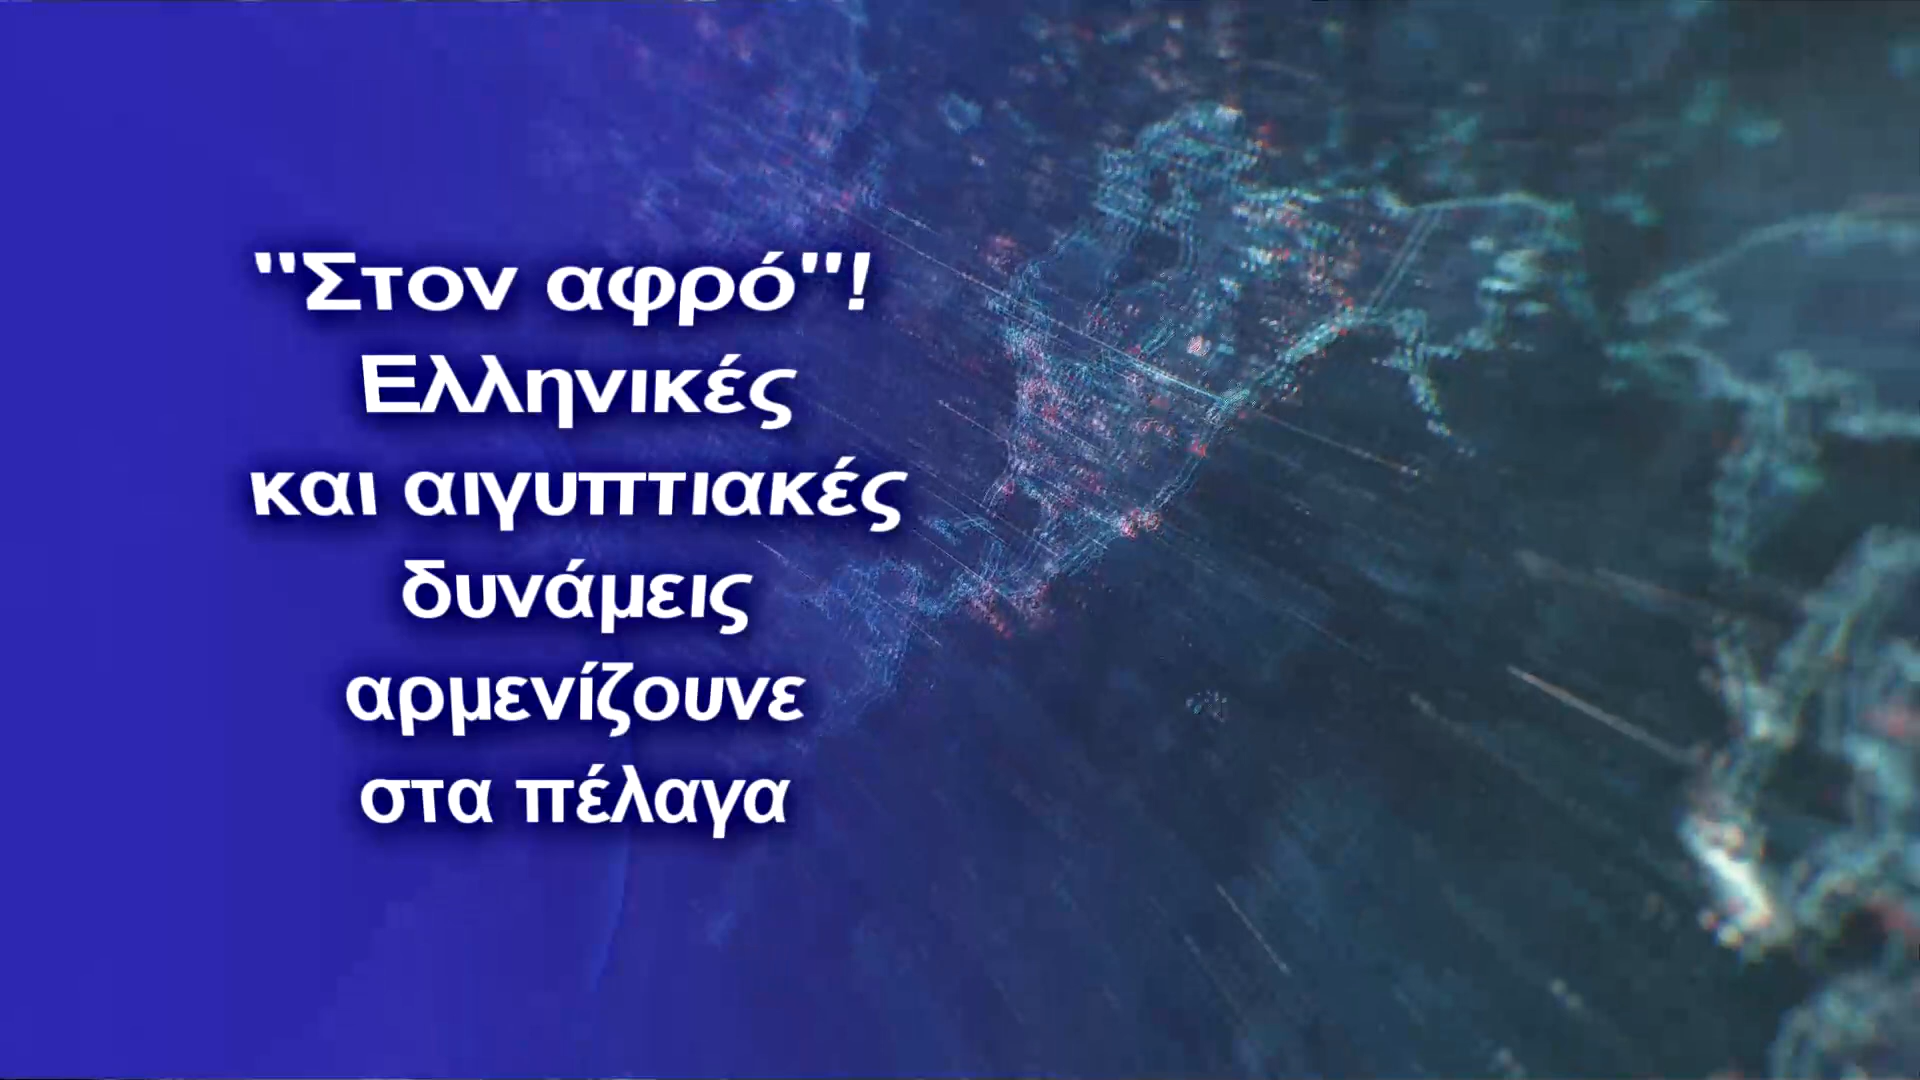 "Στον αφρό"!
Ελληνικές
και αιγυπτιακές
δυνάμεις
αρμενίζουνε
στα πέλαγα